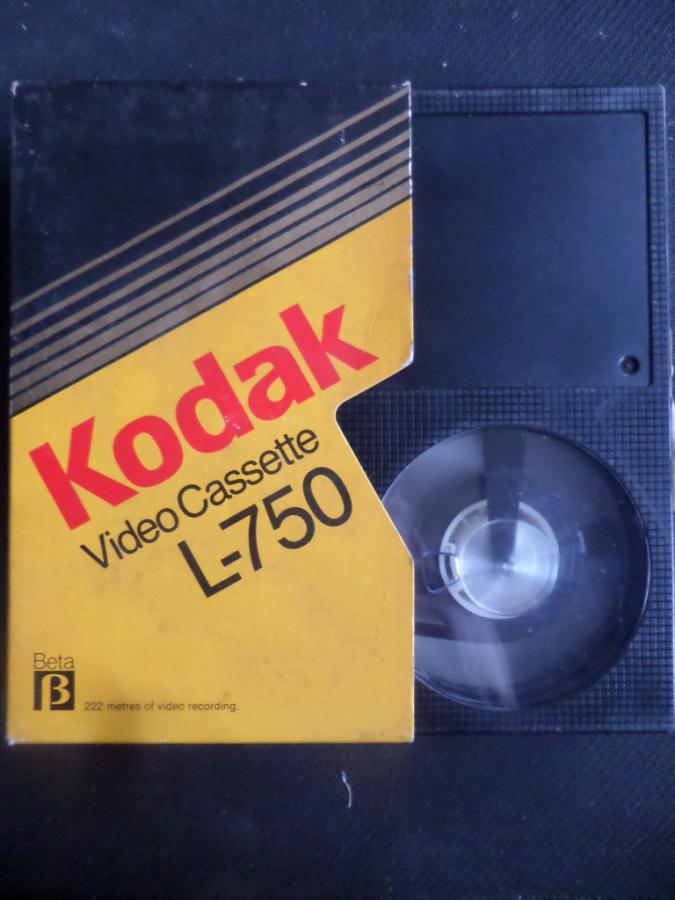 Kodak
Video Cassette
L-750
Beta
β
222 metres of video recording.